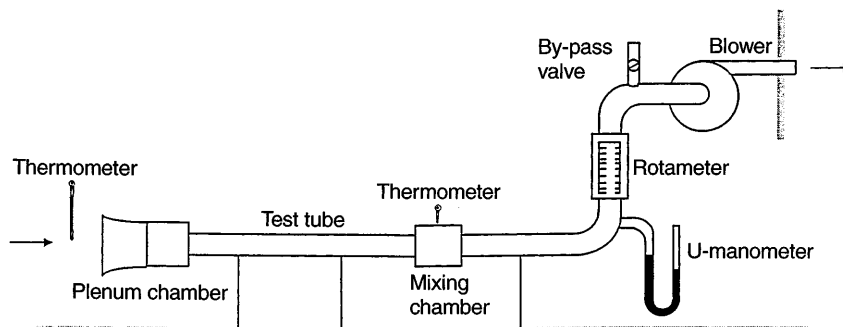 By-pass
valve
Blower
Thermometer
Rotameter
Thermometer
Test tube
U-manometer
Plenum chamber
Mixing
chamber